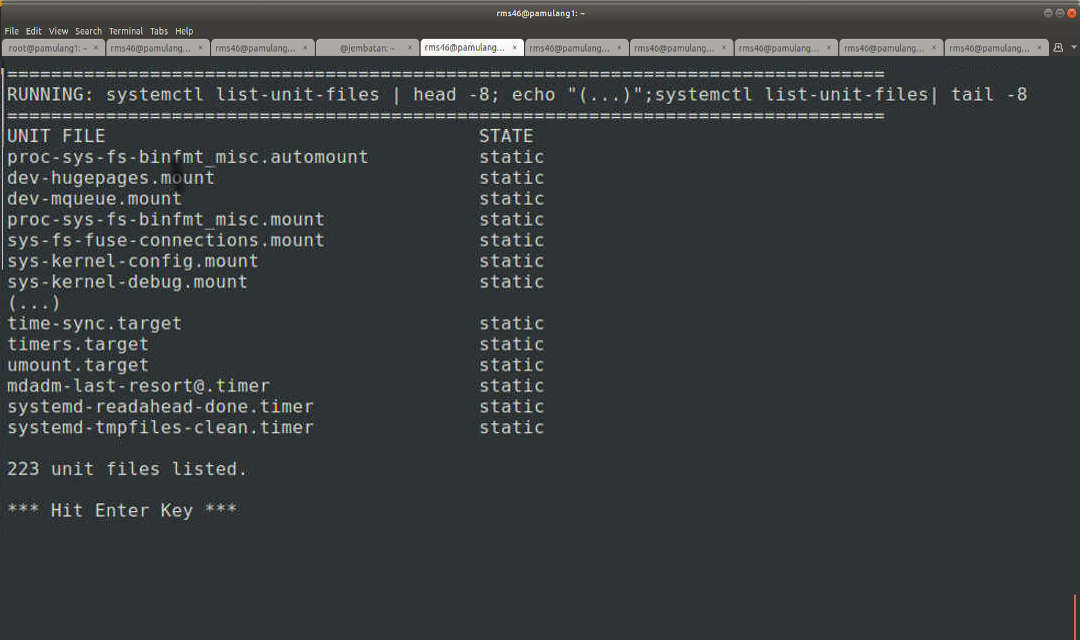 rms46@pamulang1: ~
File Edit View Search Terminal Tabs Help
root@pamulang1: ~ × rms46@pamulang... × rms46@pamulang... × @jembatan: ~ × rms46@pamulang... × rms46@pamulang... × rms46@pamulang... × rms46@pamulang... × rms46@pamulang... × rms46@pamulang... ×
================================================================================
RUNNING: systemctl list-unit-files | head -8; echo "(...)";systemctl list-unit-files| tail -8
================================================================================
UNIT FILE STATE
proc-sys-fs-binfmt_misc.automount static
dev-hugepages.mount static
dev-mqueue.mount static
proc-sys-fs-binfmt_misc.mount static
sys-fs-fuse-connections.mount static
sys-kernel-config.mount static
sys-kernel-debug.mount static
(...)
time-sync.target static
timers.target static
umount.target static
mdadm-last-resort@.timer static
systemd-readahead-done.timer static
systemd-tmpfiles-clean.timer static
223 unit files listed.
*** Hit Enter Key ***